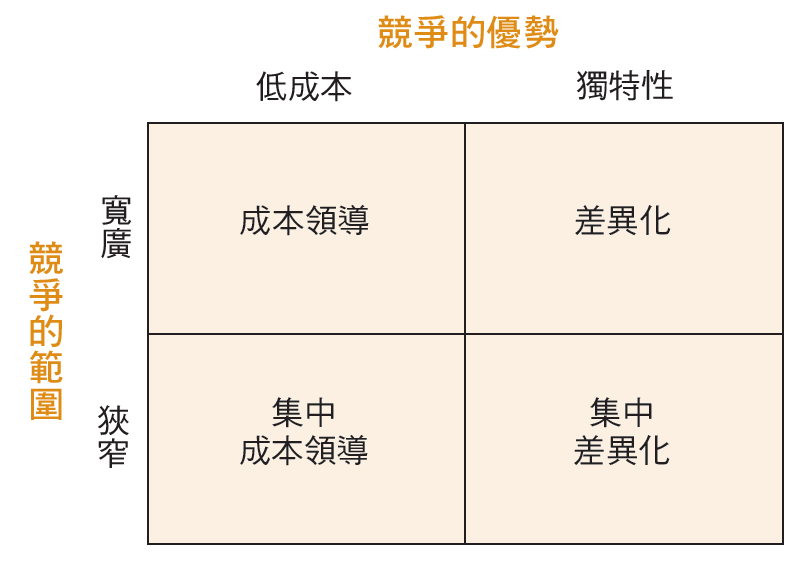 競爭的優勢
低成本
獨特性
競爭的範圍
寬廣
成本領導
差異化
狹窄
集中
成本領導
集中
差異化